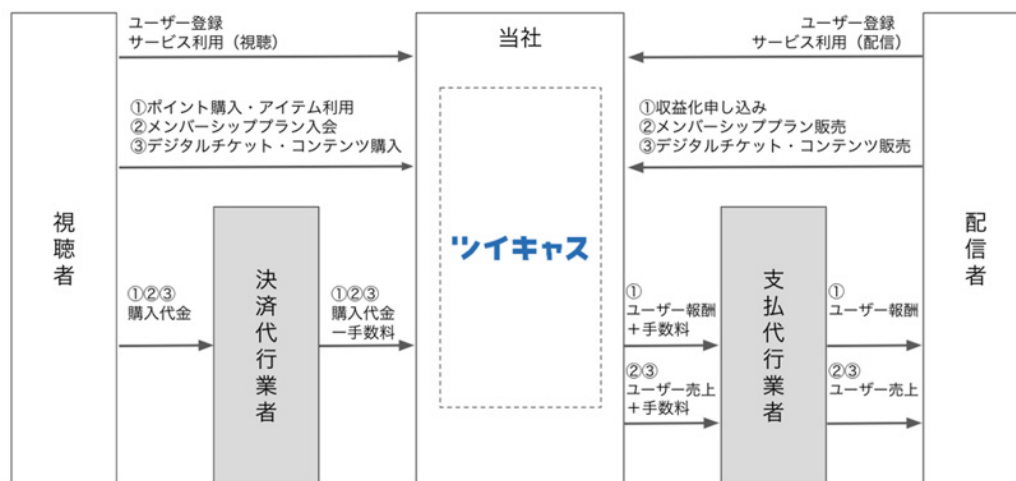 ユーザー登録
サービス利用(視聴)
当社
ユーザー登録
サービス利用(配信)
①ポイント購入・アイテム利用
②メンバーシッププラン入会
③デジタルチケット・コンテンツ購入
①収益化申し込み
②メンバーシッププラン販売
③デジタルチケット・コンテンツ販売
視聴者
①②③
購入代金
決済代行業者
①②③
購入代金
ー手数料
ツイキャス
①
ユーザー報酬
+手数料
②③
ユーザー売上
+手数料
支払代行業者
①
ユーザー報酬
②③
ユーザー売上
配信者